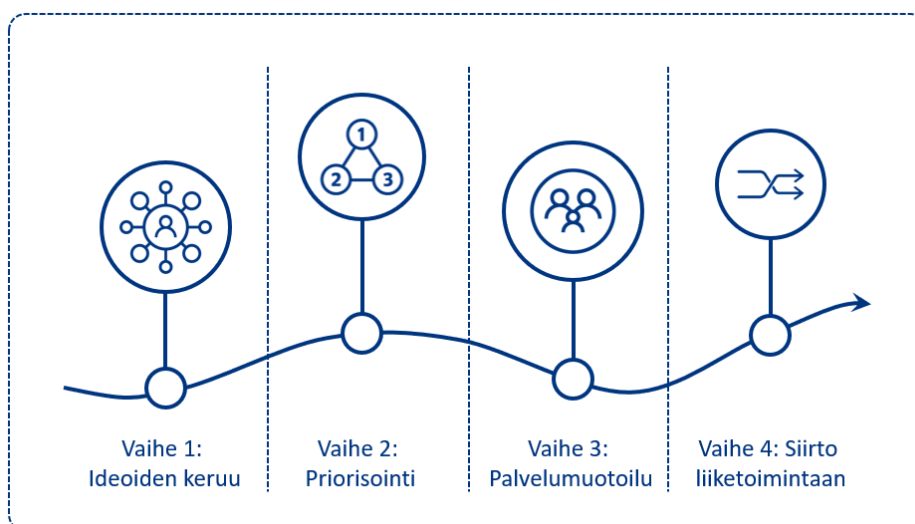 1
2
3
Vaihe 1:
Ideoiden keruu
Vaihe 2:
Priorisointi
Vaihe 3:
Palvelumuotoilu
Vaihe 4: Siirto
liiketoimintaan